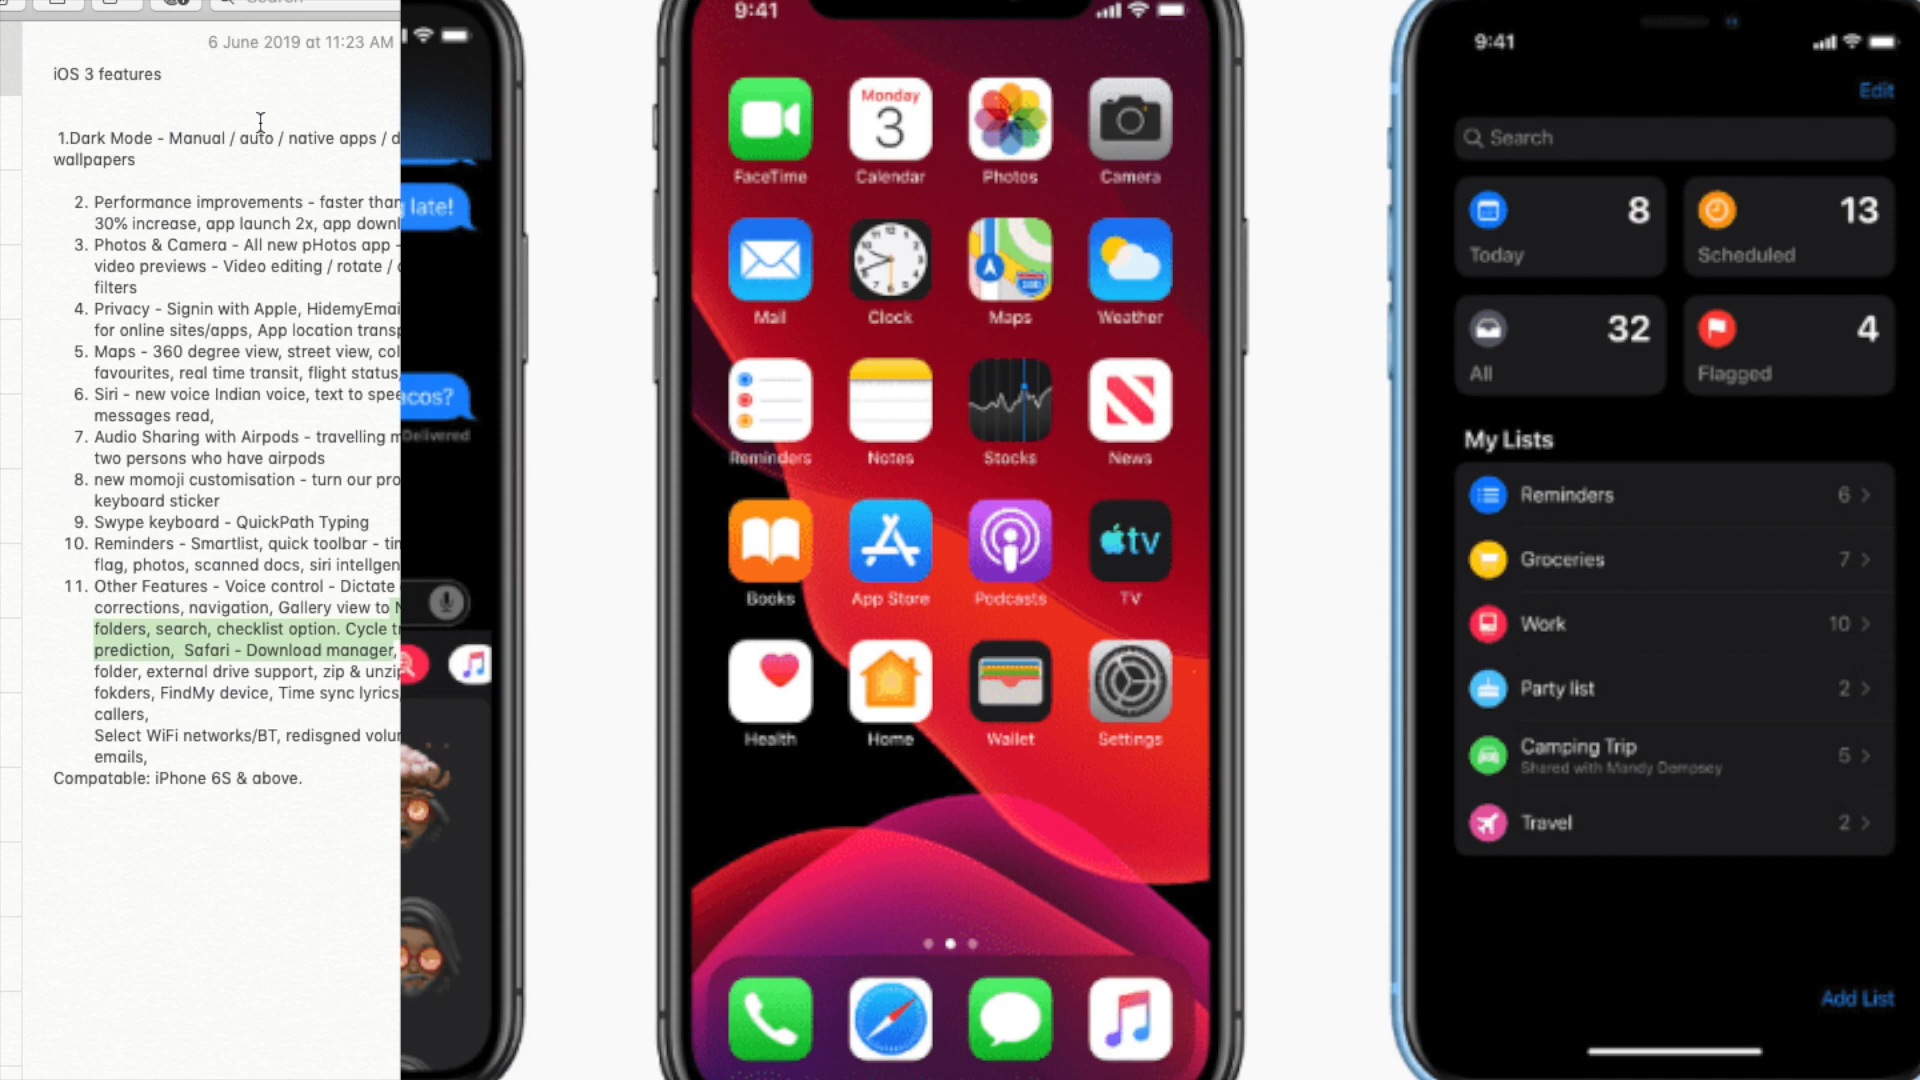 6 June 2019 at 11:23 AM
iOS 3 features
1.Dark Mode - Manual / auto / native apps / d
wallpapers
2. Performance improvements - faster than
30% increase, app launch 2x, app downl
3. Photos & Camera - All new pHotos app -
video previews - Video editing / rotate /
filters
4. Privacy - Signin with Apple, HidemyEmai
for online sites/apps, App location transp
5. Maps - 360 degree view, street view, col
favourites, real time transit, flight status,
6. Siri - new voice Indian voice, text to spee
messages read,
7. Audio Sharing with Airpods - travelling m
two persons who have airpods
8. new momoji customisation - turn our pro
keyboard sticker
9. Swype keyboard - QuickPath Typing
10. Reminders - Smartlist, quick toolbar - tim
flag, photos, scanned docs, siri intellgen
11. Other Features - Voice control - Dictate
corrections, navigation, Gallery view to N
folders, search, checklist option. Cycle tr
prediction, Safari - Download manager,
folder, external drive support, zip & unzip
fokders, FindMy device, Time sync lyrics,
callers,
Select WiFi networks/BT, redisgned volum
emails,
Compatable: iPhone 6S & above.
late!
ncos?
Delivered
9:41
Monday
3
FaceTime Calendar Photos Camera
Mail Clock Maps Weather
Reminders Notes Stocks News
tv
Books App Store Podcasts TV
Health Home Wallet Settings
9:41
Edit
Search
8 13
Today Scheduled
32 4
All Flagged
My Lists
Reminders 6
Groceries 7
Work 10
Party list 2
Camping Trip 5
Shared with Mandy Dempsey
Travel 2
Add List